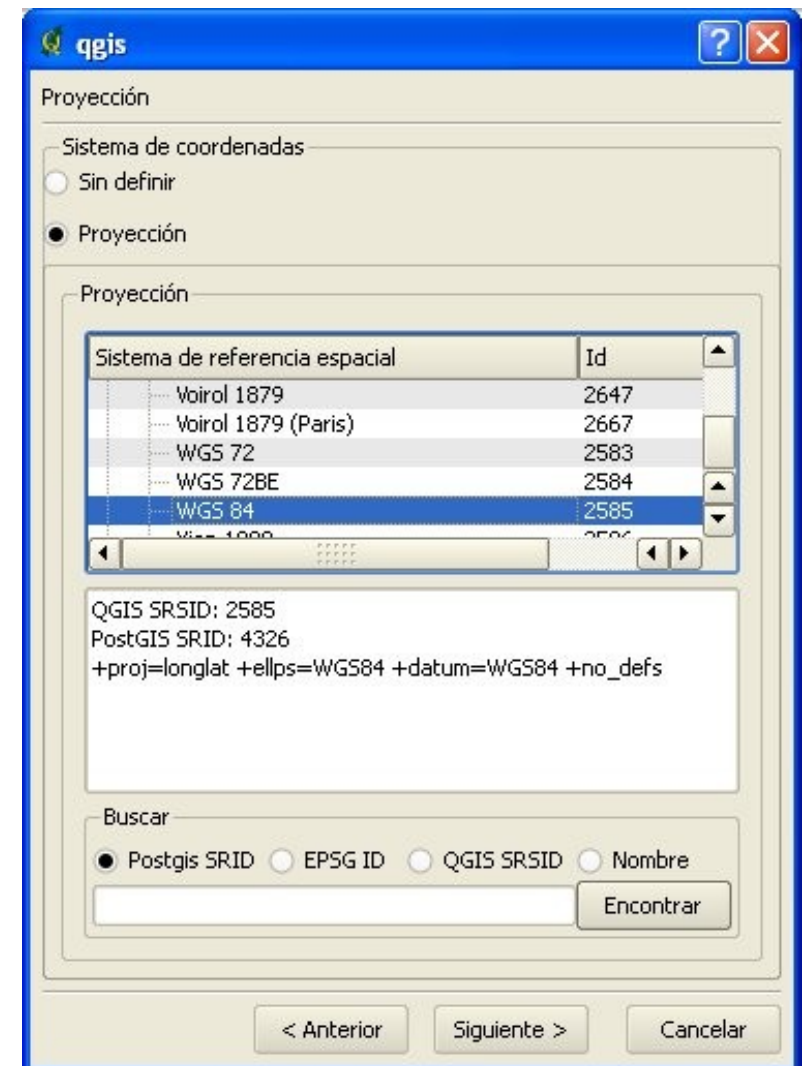 qgis
Proyección
Sistema de coordenadas
Sin definir
Proyección
Proyección
Sistema de referencia espacial Id
Voirol 1879 2647
Voirol 1879 (Paris) 2667
WGS 72 2583
WGS 72BE 2584
WGS 84 2585
QGIS SRSID: 2585
PostGIS SRID: 4326
+proj=longlat +ellps=WGS84 +datum=WGS84 +no_defs
Buscar
Postgis SRID EPSG ID QGIS SRSID Nombre
Encontrar
< Anterior Siguiente > Cancelar